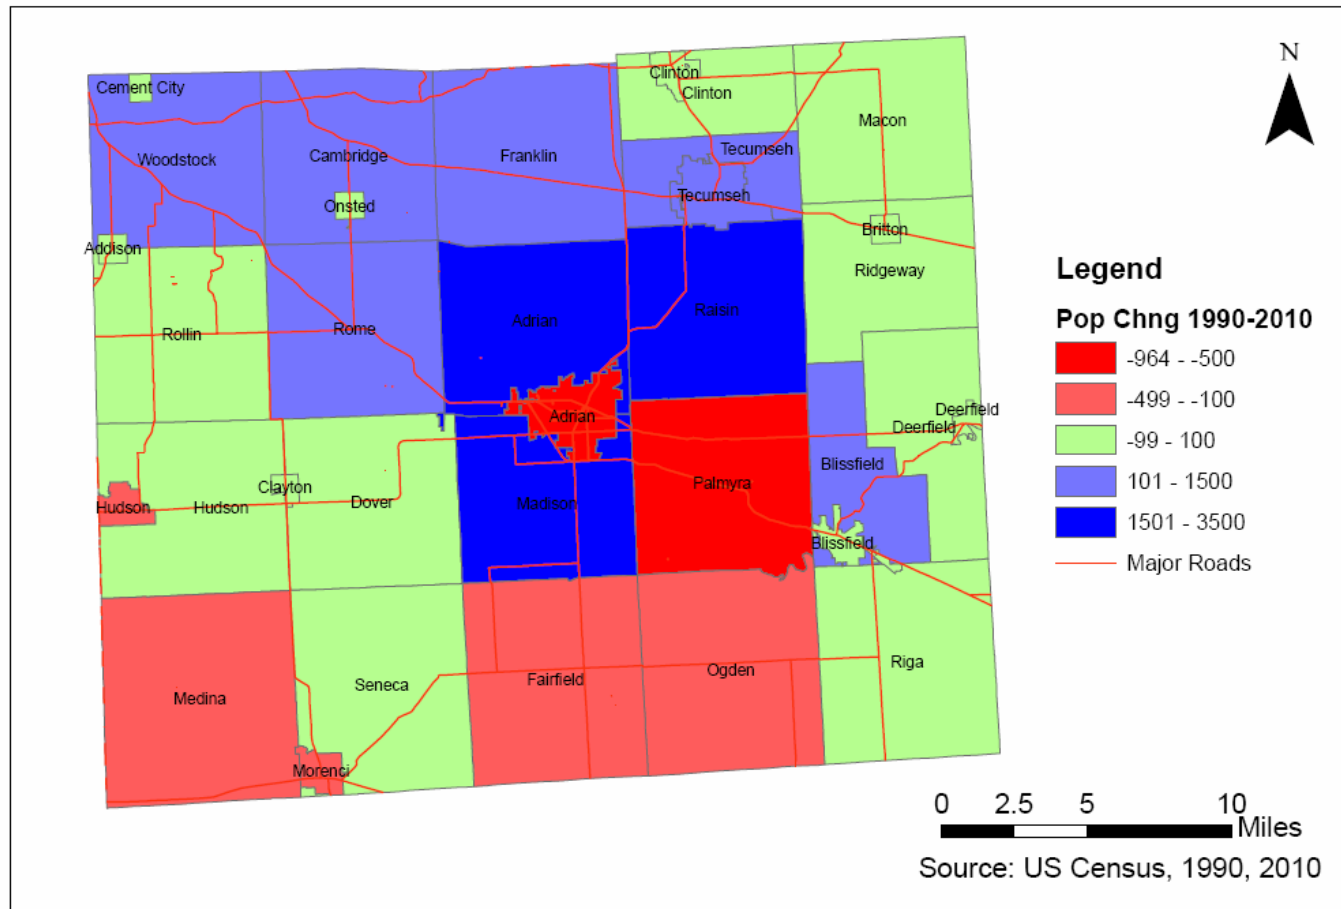 N
Clinton
Clinton
Cement City
Macon
Woodstock
Cambridge
Franklin
Tecumseh
Tecumseh
Onsted
Addison
Britton
Ridgeway
Rollin
Rome
Adrian
Raisin
Adrian
Deerfield
Deerfield
Blissfield
Hudson
Hudson
Clayton
Dover
Madison
Palmyra
Blissfield
Medina
Seneca
Fairfield
Ogden
Riga
Morenci
Legend
Pop Chng 1990-2010
-964 - -500
-499 - -100
-99 - 100
101 - 1500
1501 - 3500
Major Roads
0 2.5 5 10
Miles
Source: US Census, 1990, 2010